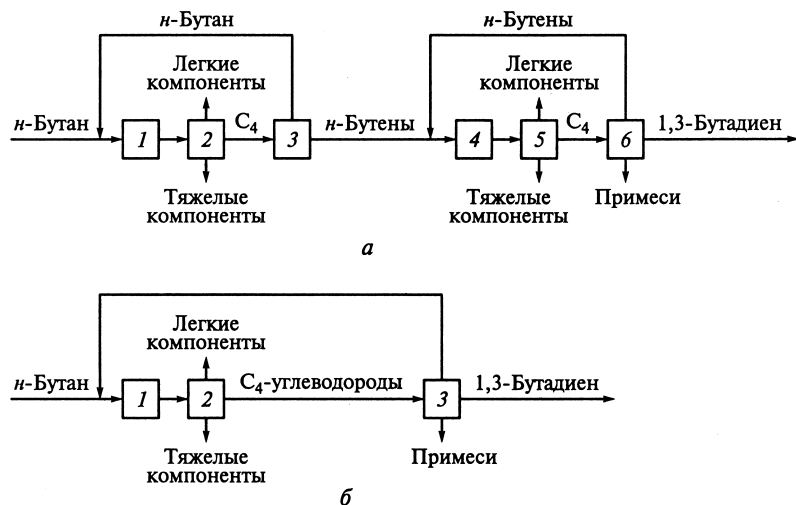 н-Бутан
н-Бутены
Легкие
компоненты
Легкие
компоненты
н-Бутан
1
2
C4
3
н-Бутены
4
5
C4
6
1,3-Бутадиен
Тяжелые
компоненты
Тяжелые
компоненты
Примеси
а
Легкие
компоненты
н-Бутан
1
2
C4-углеводороды
3
1,3-Бутадиен
Тяжелые
компоненты
Примеси
б